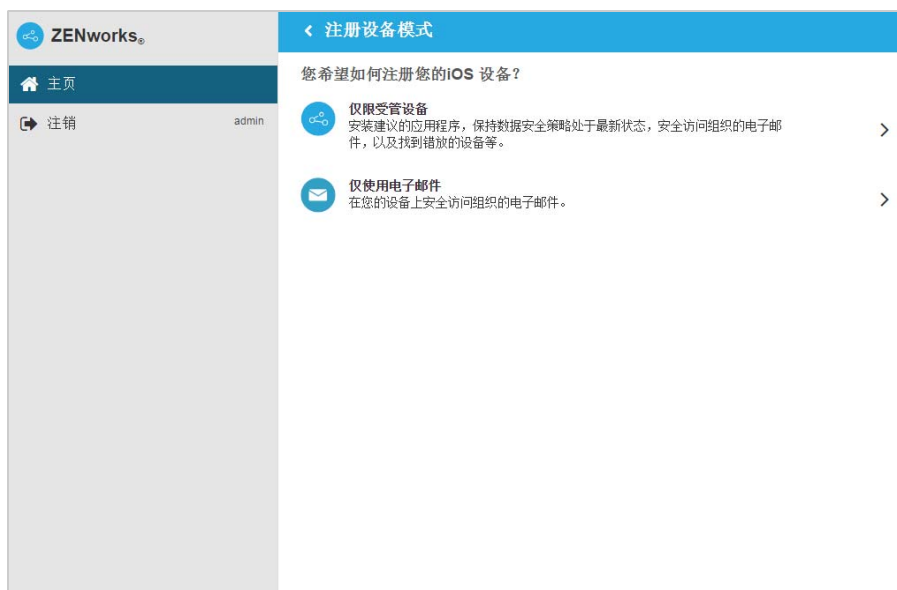 ZENworks®
主页
注销 admin
注册设备模式
您希望如何注册您的iOS 设备？
仅限受管设备
安装建议的应用程序，保持数据安全策略处于最新状态，安全访问组织的电子邮
件，以及找到错放的设备等。
仅使用电子邮件
在您的设备上安全访问组织的电子邮件。